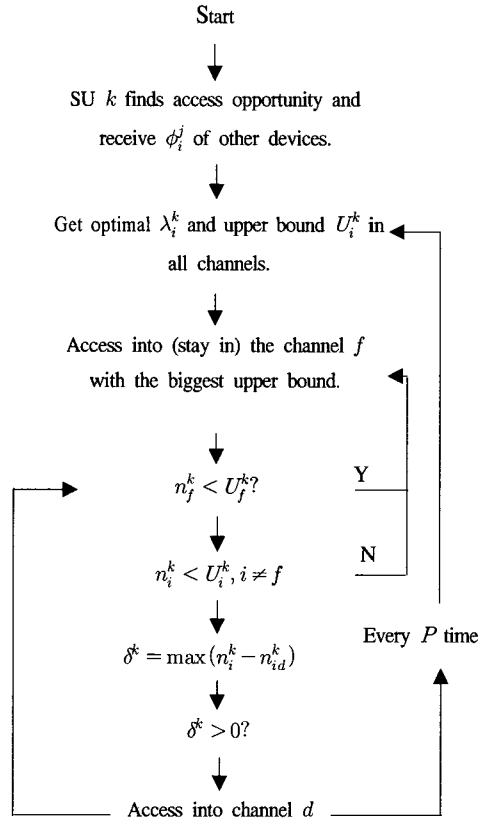 Start
SU k finds access opportunity and
receive ϕ_i^j of other devices.
Get optimal λ_i^k and upper bound U_i^k in
all channels.
Access into (stay in) the channel f
with the biggest upper bound.
n_f^k < U_f^k?
Y
n_i^k < U_i^k, i ≠ f
N
δ^k = max(n_i^k − n_{id}^k)
Every P time
δ^k > 0?
Access into channel d